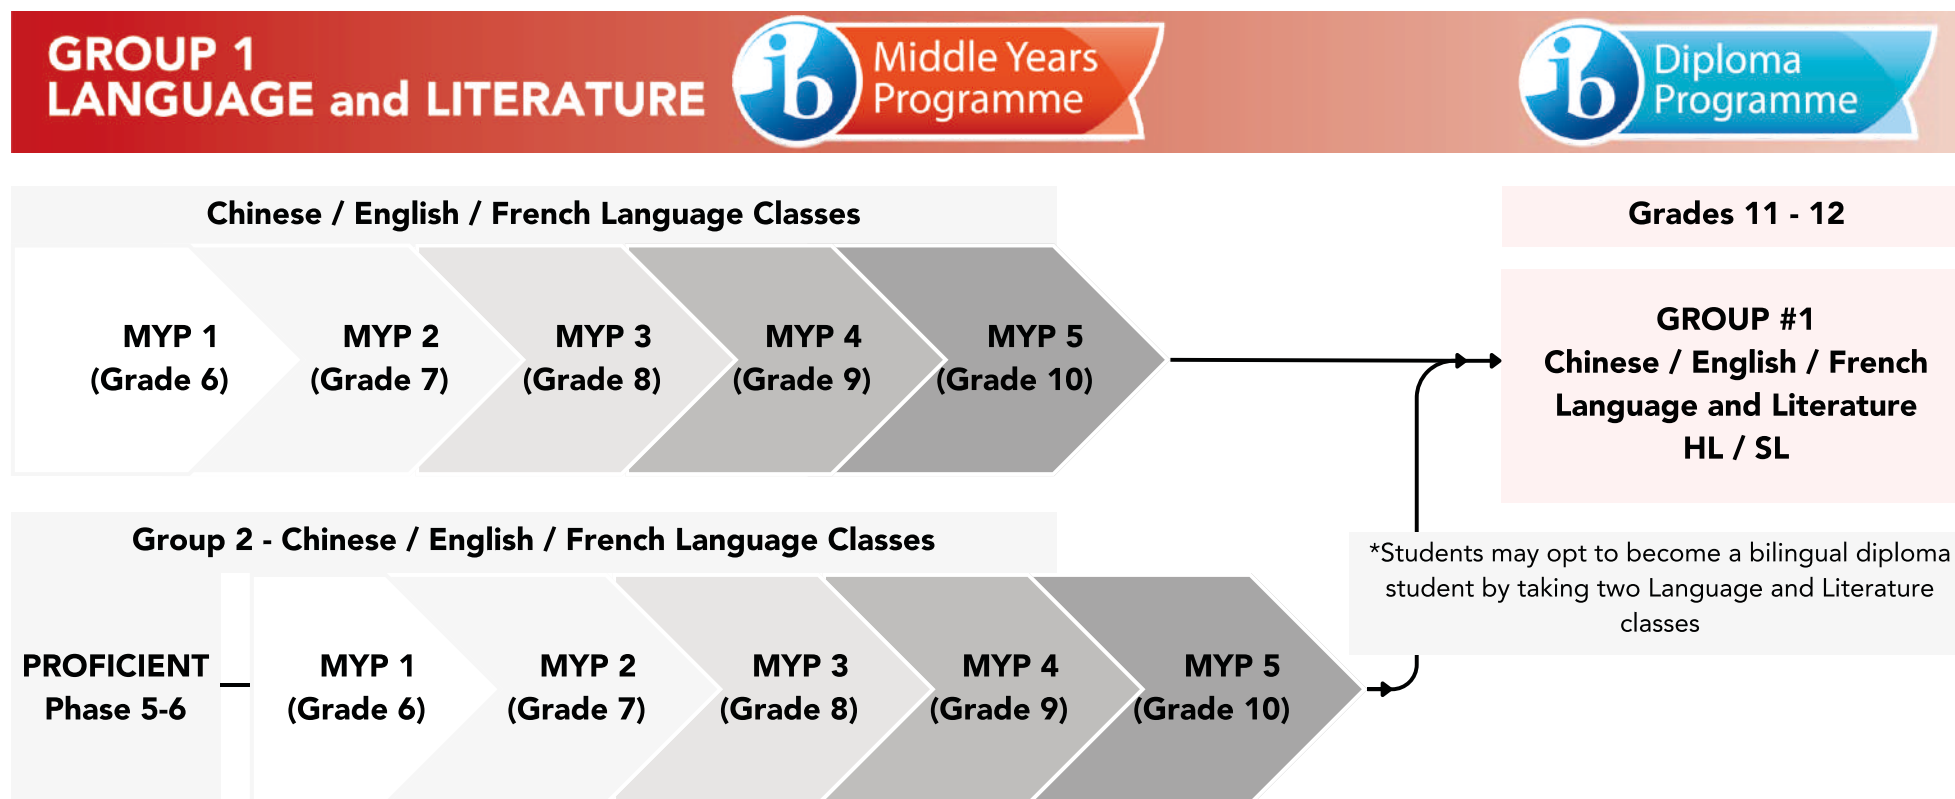 GROUP 1
LANGUAGE and LITERATURE
ib
Middle Years
Programme
ib
Diploma
Programme
Chinese / English / French Language Classes
Grades 11 - 12
MYP 1
(Grade 6)
MYP 2
(Grade 7)
MYP 3
(Grade 8)
MYP 4
(Grade 9)
MYP 5
(Grade 10)
GROUP #1
Chinese / English / French
Language and Literature
HL / SL
Group 2 - Chinese / English / French Language Classes
*Students may opt to become a bilingual diploma
student by taking two Language and Literature
classes
PROFICIENT
Phase 5-6
MYP 1
(Grade 6)
MYP 2
(Grade 7)
MYP 3
(Grade 8)
MYP 4
(Grade 9)
MYP 5
(Grade 10)